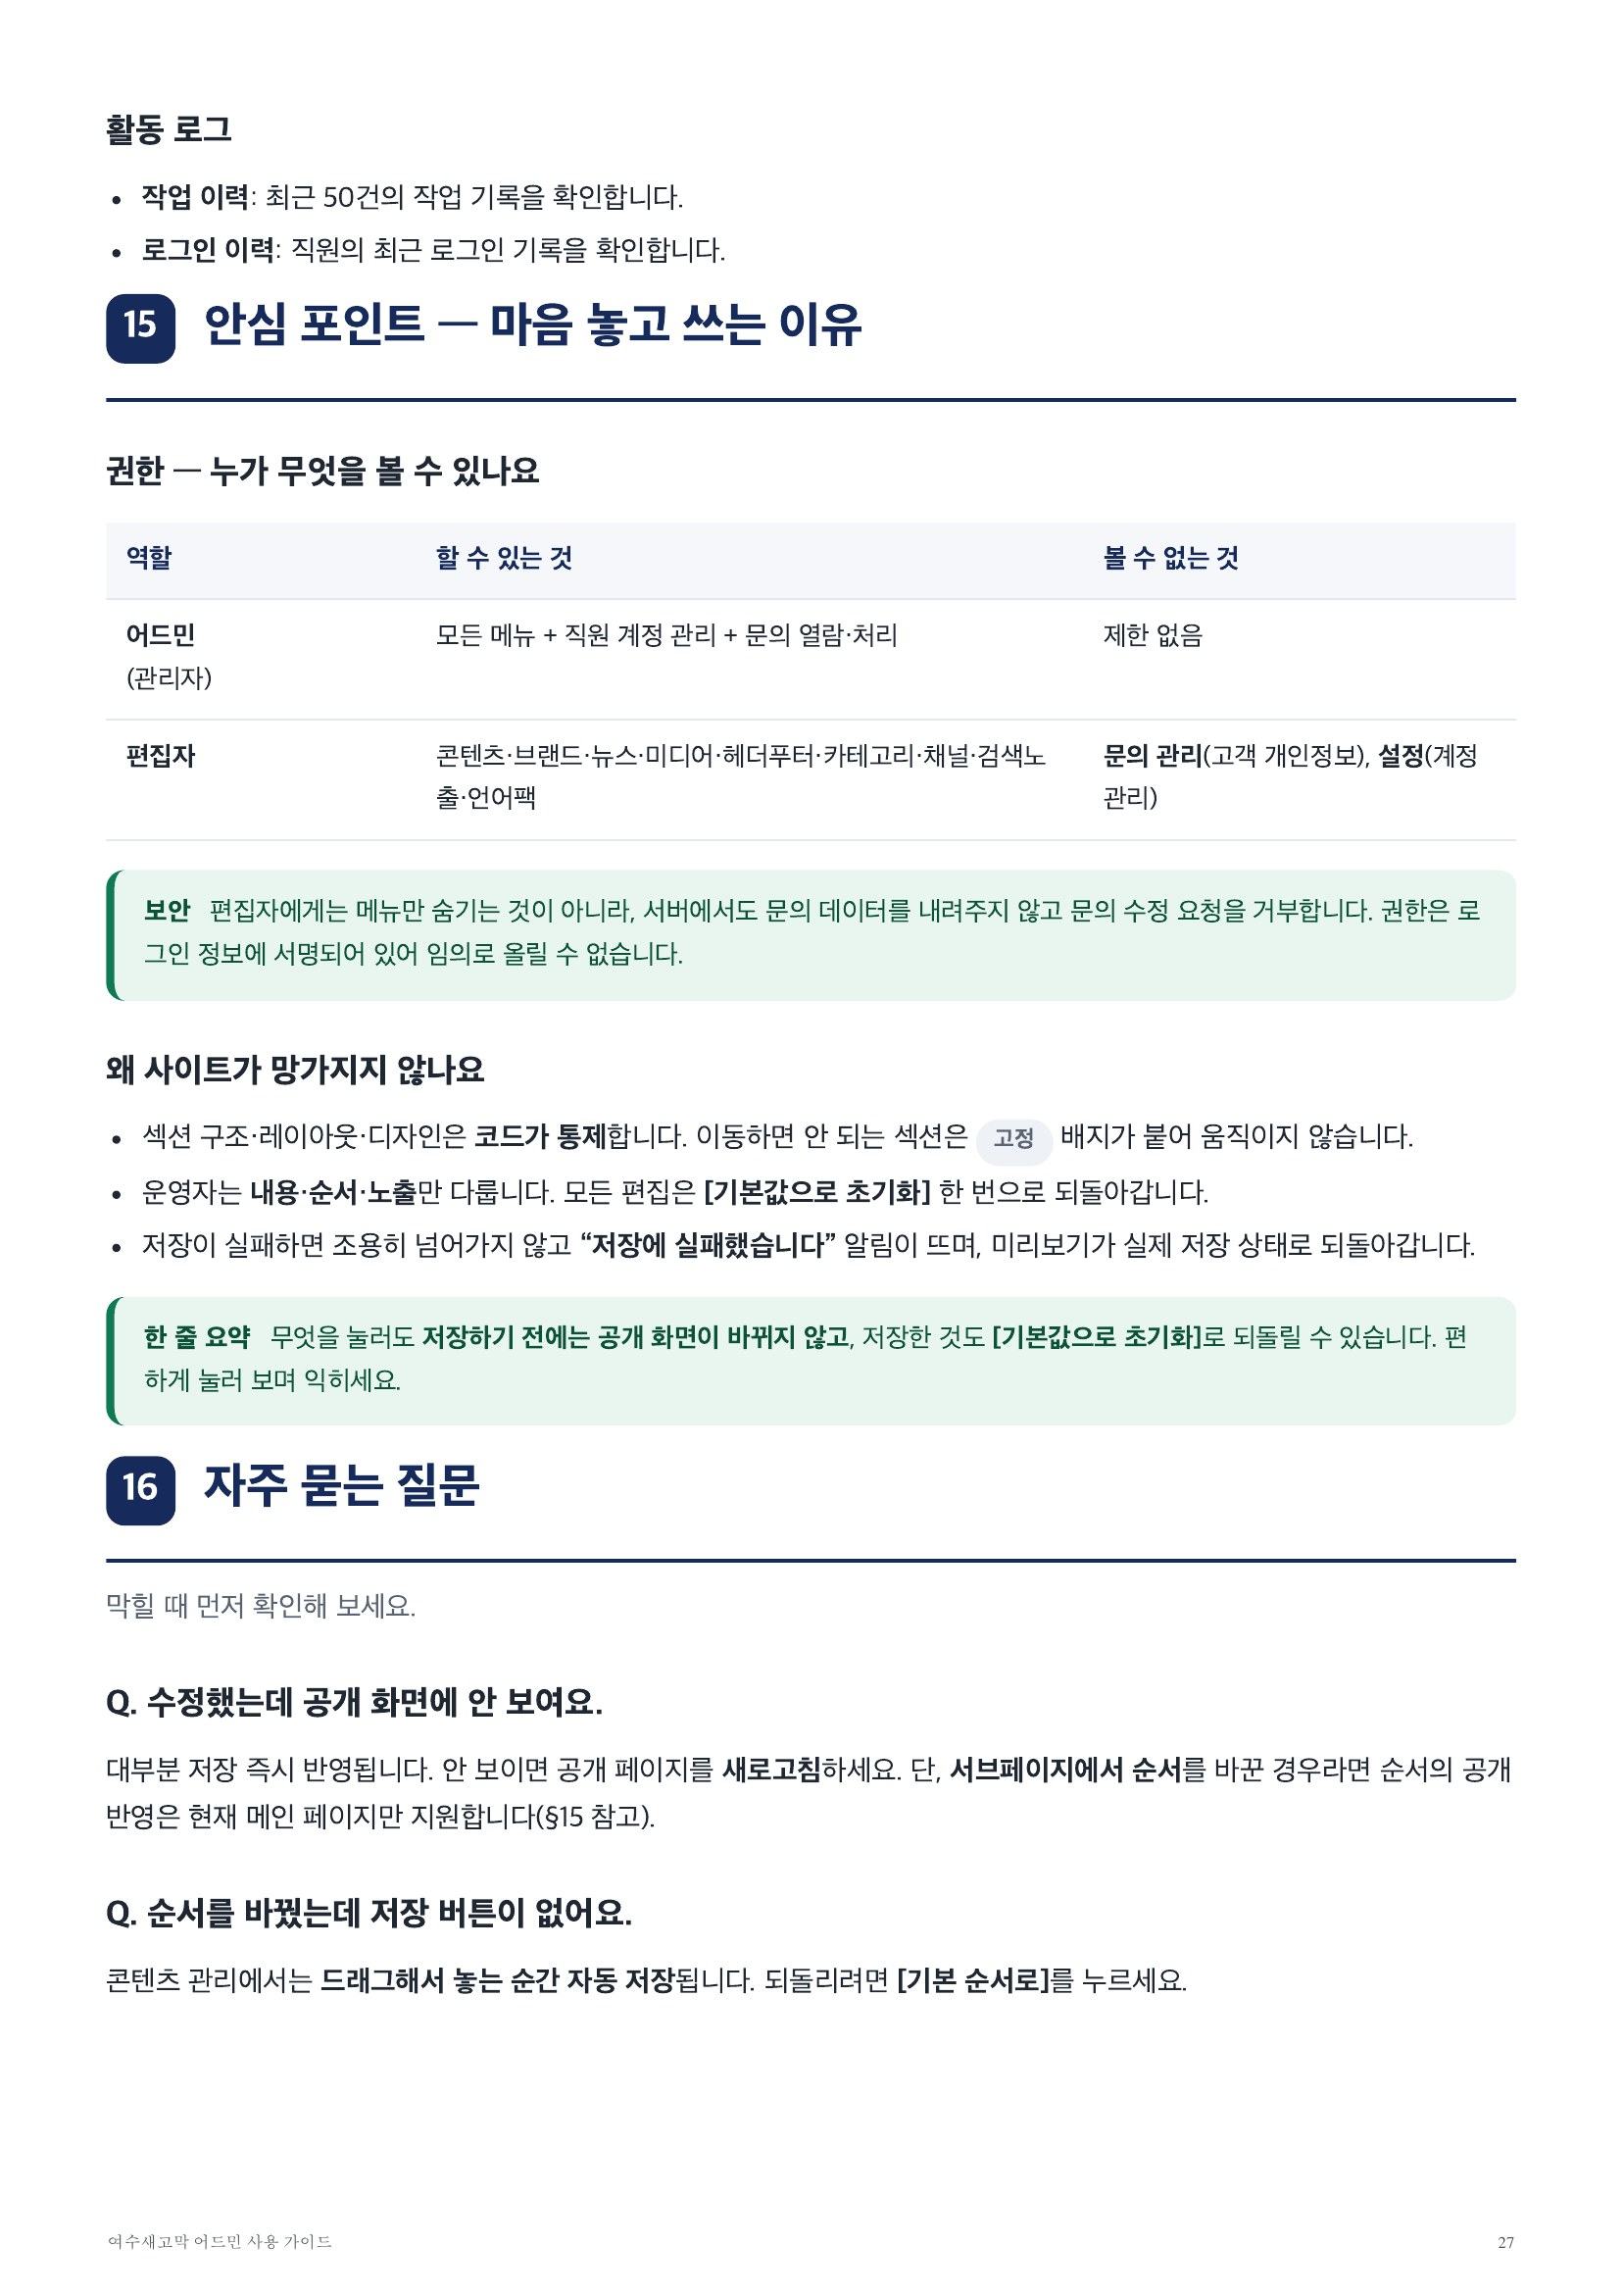 활동 로그
• 작업 이력: 최근 50건의 작업 기록을 확인합니다.
• 로그인 이력: 직원의 최근 로그인 기록을 확인합니다.
15 안심 포인트 — 마음 놓고 쓰는 이유
권한 — 누가 무엇을 볼 수 있나요
역할 할 수 있는 것 볼 수 없는 것
어드민 모든 메뉴 + 직원 계정 관리 + 문의 열람·처리 제한 없음
(관리자)
편집자 콘텐츠·브랜드·뉴스·미디어·헤더푸터·카테고리·채널·검색노 문의 관리(고객 개인정보), 설정(계정
출·언어팩 관리)
보안 편집자에게는 메뉴만 숨기는 것이 아니라, 서버에서도 문의 데이터를 내려주지 않고 문의 수정 요청을 거부합니다. 권한은 로
그인 정보에 서명되어 있어 임의로 올릴 수 없습니다.
왜 사이트가 망가지지 않나요
• 섹션 구조·레이아웃·디자인은 코드가 통제합니다. 이동하면 안 되는 섹션은 고정 배지가 붙어 움직이지 않습니다.
• 운영자는 내용·순서·노출만 다룹니다. 모든 편집은 [기본값으로 초기화] 한 번으로 되돌아갑니다.
• 저장이 실패하면 조용히 넘어가지 않고 “저장에 실패했습니다” 알림이 뜨며, 미리보기가 실제 저장 상태로 되돌아갑니다.
한 줄 요약 무엇을 눌러도 저장하기 전에는 공개 화면이 바뀌지 않고, 저장한 것도 [기본값으로 초기화]로 되돌릴 수 있습니다. 편
하게 눌러 보며 익히세요.
16 자주 묻는 질문
막힐 때 먼저 확인해 보세요.
Q. 수정했는데 공개 화면에 안 보여요.
대부분 저장 즉시 반영됩니다. 안 보이면 공개 페이지를 새로고침하세요. 단, 서브페이지에서 순서를 바꾼 경우라면 순서의 공개
반영은 현재 메인 페이지만 지원합니다(§15 참고).
Q. 순서를 바꿨는데 저장 버튼이 없어요.
콘텐츠 관리에서는 드래그해서 놓는 순간 자동 저장됩니다. 되돌리려면 [기본 순서로]를 누르세요.
여수새고막 어드민 사용 가이드 27